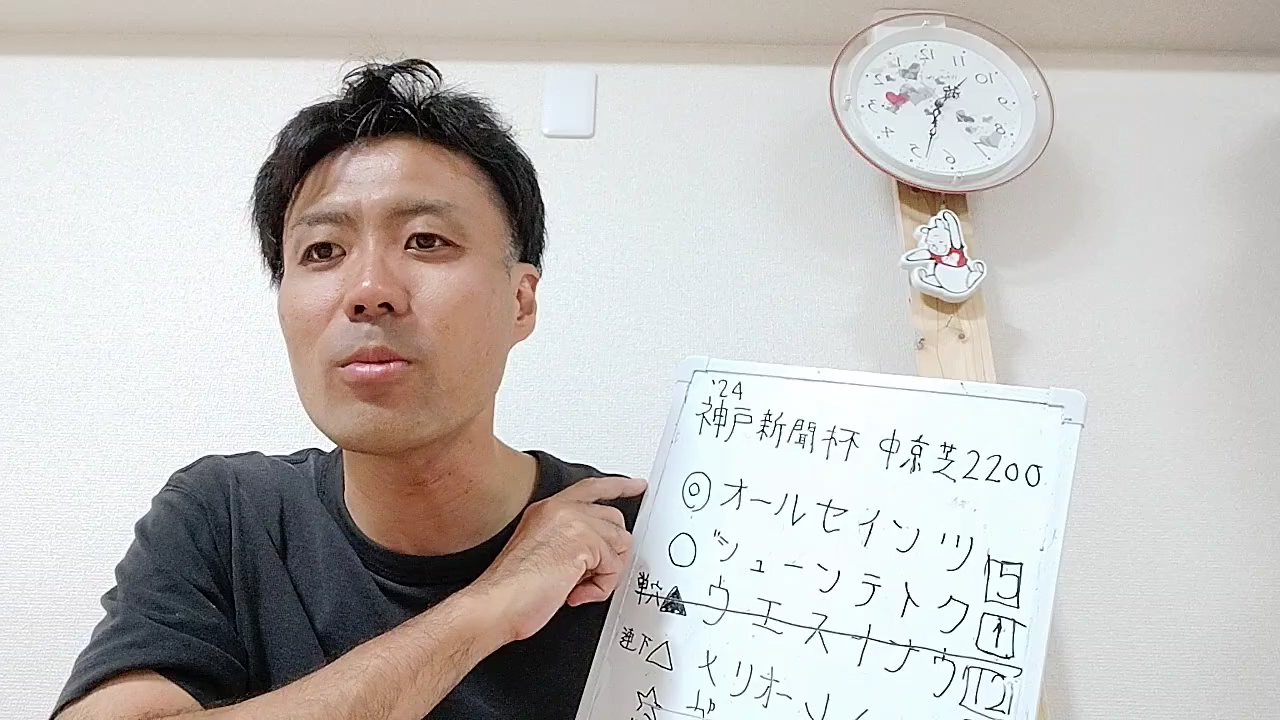 '24
神戸新聞杯 中京芝2200
◎ オールセインツ 15
○ ジューンテトク 1
▲ ウエスナウ 12
連下△ メリオーレ
☆